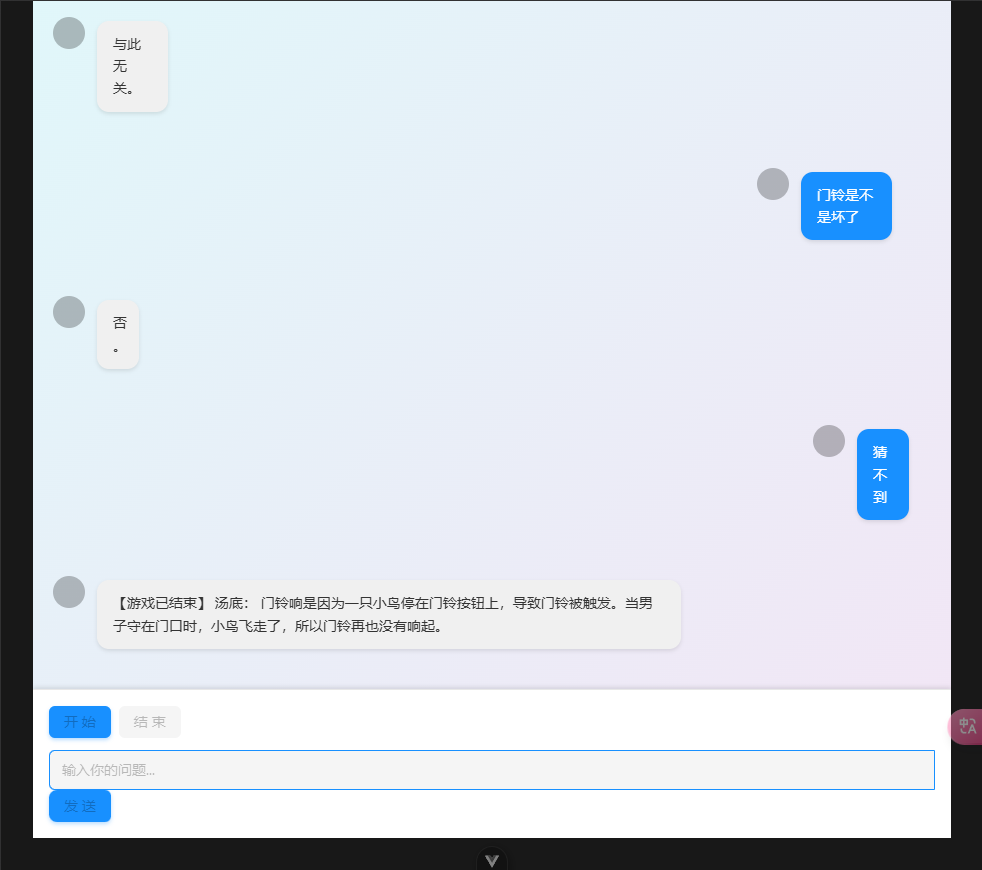 与此
无
关。
门铃是不
是坏了
否
。
猜
不
到
【游戏已结束】 汤底： 门铃响是因为一只小鸟停在门铃按钮上，导致门铃被触发。当男
子守在门口时，小鸟飞走了，所以门铃再也没有响起。
开 始
结 束
中
A
输入你的问题...
发 送